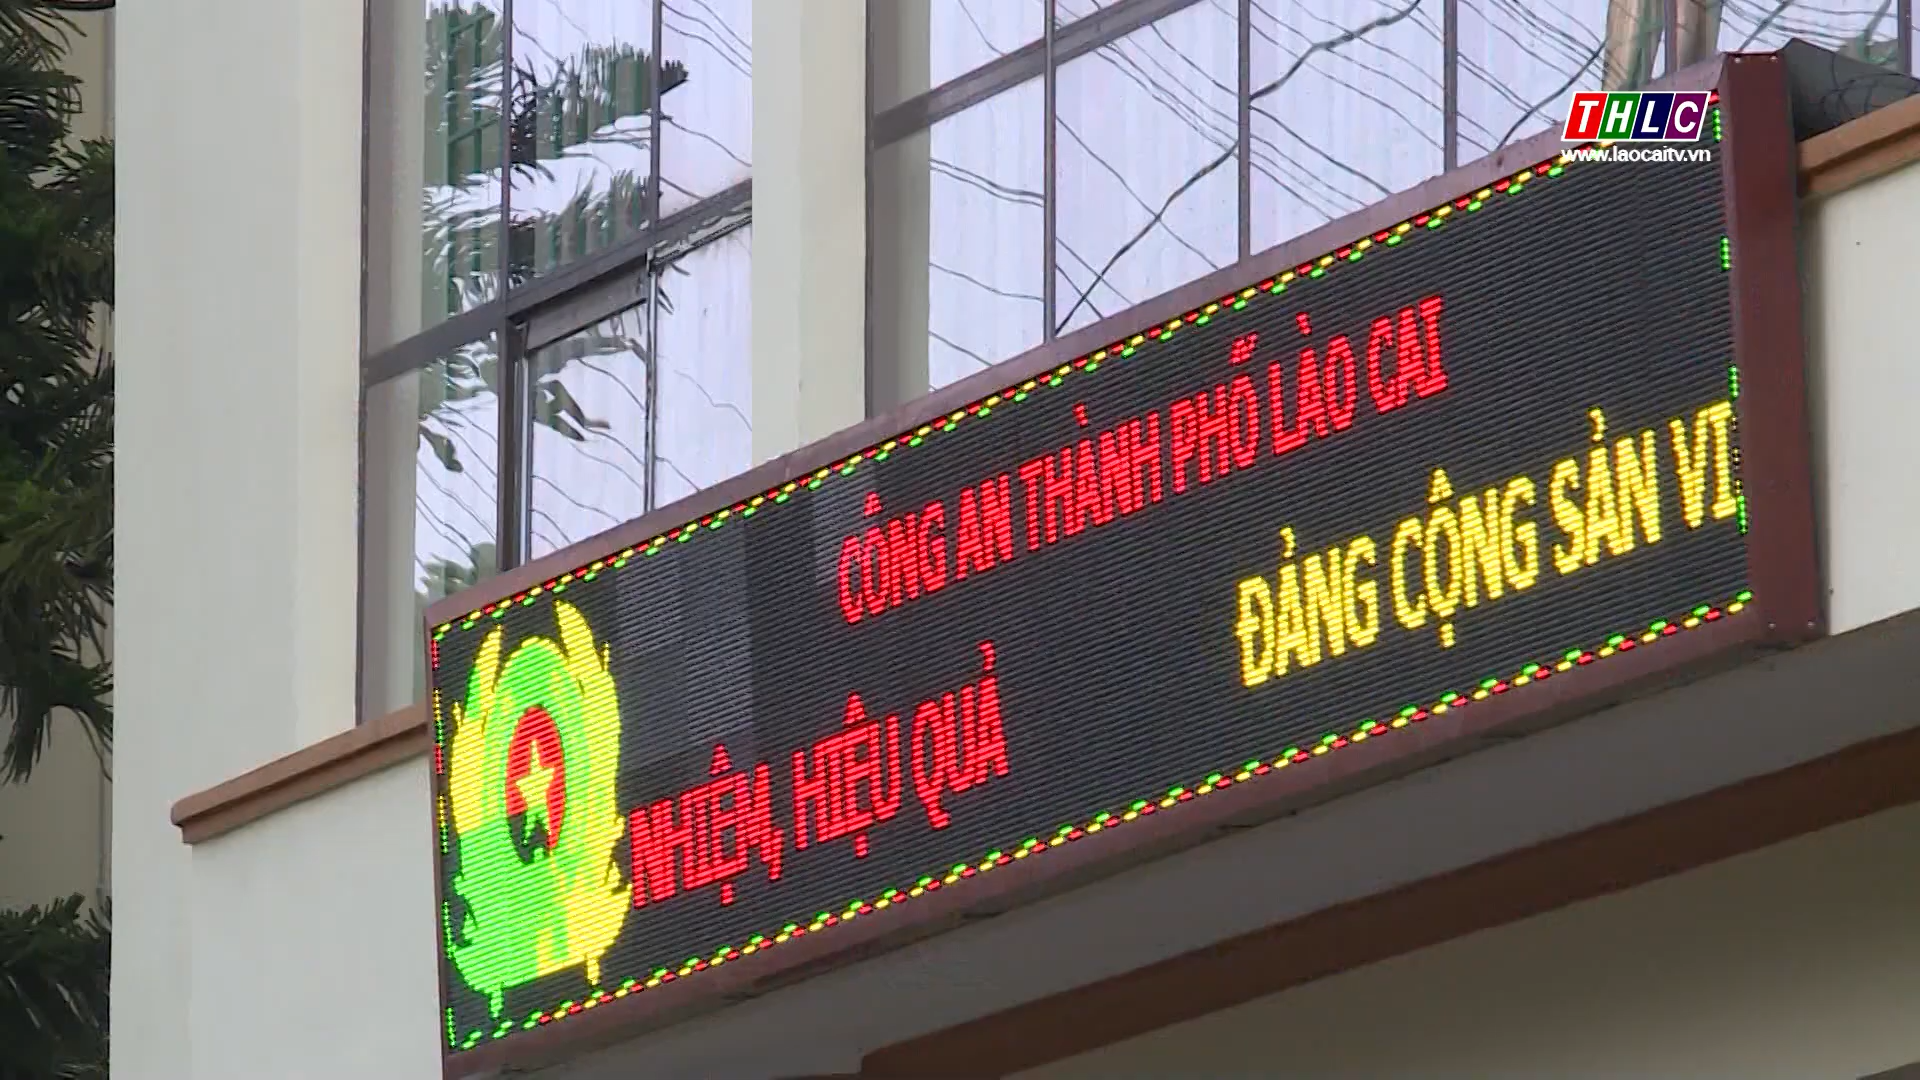 THLC
www.laocaitv.vn
CÔNG AN THÀNH PHỐ LÀO CAI
NHIỆM, HIỆU QUẢ ĐẢNG CỘNG SẢN VI